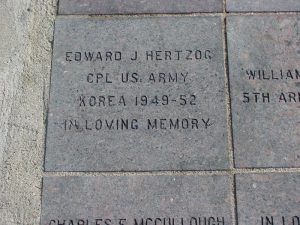 EDWARD J HERTZOG
CPL US. ARMY
KOREA 1949-52
IN LOVING MEMORY
WILLIAM
5TH AR
CHARLES E MCCULLOUGH
IN LO